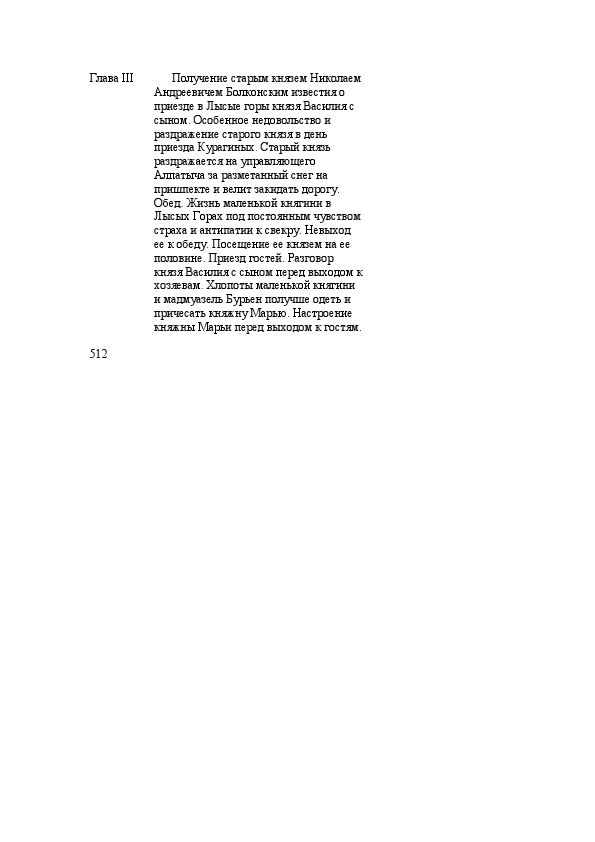 Глава III Получение старым князем Николаем
Андреевичем Болконским известия о
приезде в Лысые горы князя Василия с
сыном. Особенное недовольство и
раздражение старого князя в день
приезда Курагиных. Старый князь
раздражается на управляющего
Алпатыча за разметанный снег на
пришпекте и велит закидать дорогу.
Обед. Жизнь маленькой княгини в
Лысых Горах под постоянным чувством
страха и антипатии к свекру. Невыход
ее к обеду. Посещение ее князем на ее
половине. Приезд гостей. Разговор
князя Василия с сыном перед выходом к
хозяевам. Хлопоты маленькой княгини
и мадмуазель Бурьен получше одеть и
причесать княжну Марью. Настроение
княжны Марьи перед выходом к гостям.
512